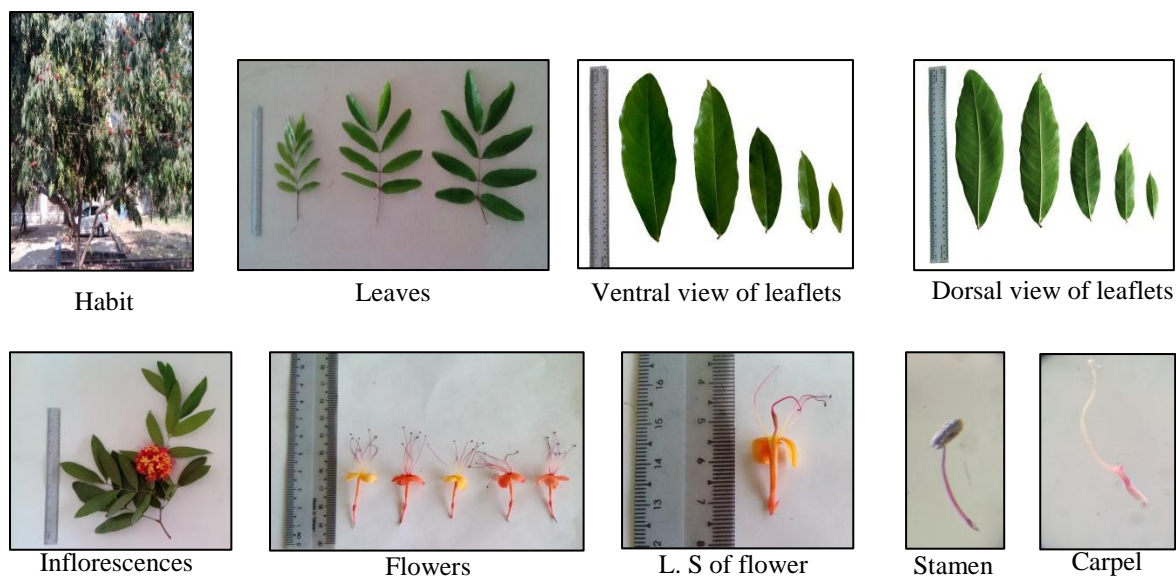 Habit
Leaves
Ventral view of leaflets
Dorsal view of leaflets
Inflorescences
Flowers
L. S of flower
Stamen
Carpel